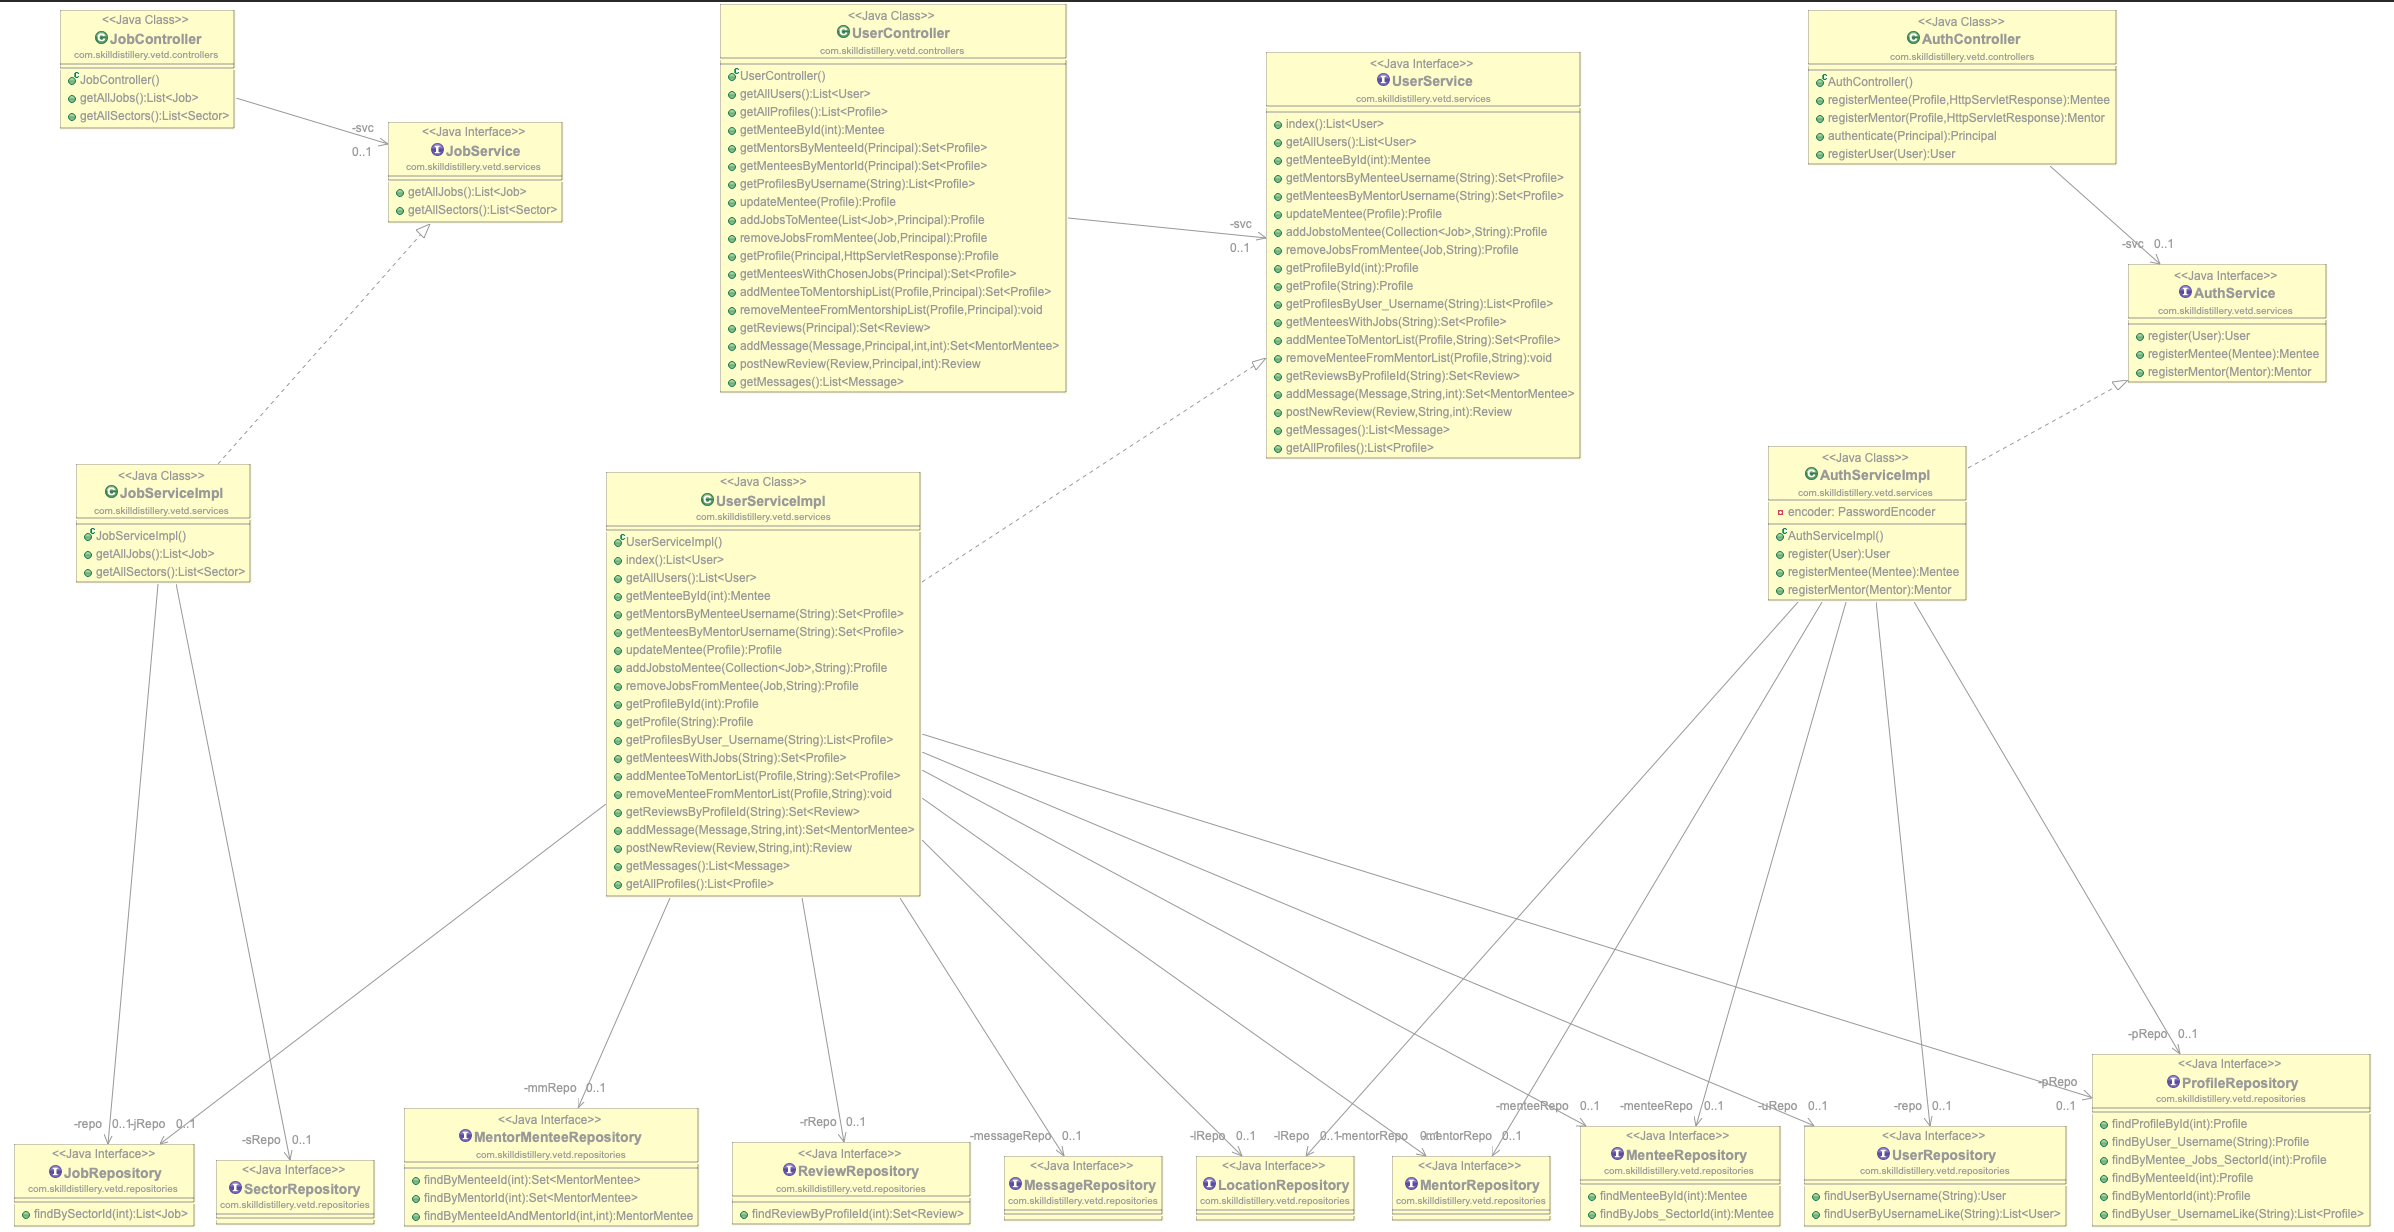 <<Java Class>>
JobController
com.skilldistillery.vetd.controllers
JobController()
getAllJobs():List<Job>
getAllSectors():List<Sector>
-svc
0..1
<<Java Interface>>
JobService
com.skilldistillery.vetd.services
getAllJobs():List<Job>
getAllSectors():List<Sector>
<<Java Class>>
UserController
com.skilldistillery.vetd.controllers
UserController()
getAllUsers():List<User>
getAllProfiles():List<Profile>
getMenteeById(int):Mentee
getMentorsByMenteeId(Principal):Set<Profile>
getMenteesByMentorId(Principal):Set<Profile>
getProfilesByUsername(String):List<Profile>
updateMentee(Profile):Profile
addJobsToMentee(List<Job>,Principal):Profile
removeJobsFromMentee(Job,Principal):Profile
getProfile(Principal,HttpServletResponse):Profile
getMenteesWithChosenJobs(Principal):Set<Profile>
addMenteeToMentorshipList(Profile,Principal):Set<Profile>
removeMenteeFromMentorshipList(Profile,Principal):void
getReviews(Principal):Set<Review>
addMessage(Message,Principal,int,int):Set<MentorMentee>
postNewReview(Review,Principal,int):Review
getMessages():List<Message>
-svc
0..1
<<Java Interface>>
UserService
com.skilldistillery.vetd.services
index():List<User>
getAllUsers():List<User>
getMenteeById(int):Mentee
getMentorsByMenteeUsername(String):Set<Profile>
getMenteesByMentorUsername(String):Set<Profile>
updateMentee(Profile):Profile
addJobstoMentee(Collection<Job>,String):Profile
removeJobsFromMentee(Job,String):Profile
getProfileById(int):Profile
getProfile(String):Profile
getProfilesByUser_Username(String):List<Profile>
getMenteesWithJobs(String):Set<Profile>
addMenteeToMentorList(Profile,String):Set<Profile>
removeMenteeFromMentorList(Profile,String):void
getReviewsByProfileId(String):Set<Review>
addMessage(Message,String,int):Set<MentorMentee>
postNewReview(Review,String,int):Review
getMessages():List<Message>
getAllProfiles():List<Profile>
<<Java Class>>
AuthController
com.skilldistillery.vetd.controllers
AuthController()
registerMentee(Profile,HttpServletResponse):Mentee
registerMentor(Profile,HttpServletResponse):Mentor
authenticate(Principal):Principal
registerUser(User):User
-svc 0..1
<<Java Interface>>
AuthService
com.skilldistillery.vetd.services
register(User):User
registerMentee(Mentee):Mentee
registerMentor(Mentor):Mentor
<<Java Class>>
JobServiceImpl
com.skilldistillery.vetd.services
JobServiceImpl()
getAllJobs():List<Job>
getAllSectors():List<Sector>
<<Java Class>>
UserServiceImpl
com.skilldistillery.vetd.services
UserServiceImpl()
index():List<User>
getAllUsers():List<User>
getMenteeById(int):Mentee
getMentorsByMenteeUsername(String):Set<Profile>
getMenteesByMentorUsername(String):Set<Profile>
updateMentee(Profile):Profile
addJobstoMentee(Collection<Job>,String):Profile
removeJobsFromMentee(Job,String):Profile
getProfileById(int):Profile
getProfile(String):Profile
getProfilesByUser_Username(String):List<Profile>
getMenteesWithJobs(String):Set<Profile>
addMenteeToMentorList(Profile,String):Set<Profile>
removeMenteeFromMentorList(Profile,String):void
getReviewsByProfileId(String):Set<Review>
addMessage(Message,String,int):Set<MentorMentee>
postNewReview(Review,String,int):Review
getMessages():List<Message>
getAllProfiles():List<Profile>
<<Java Class>>
AuthServiceImpl
com.skilldistillery.vetd.services
encoder: PasswordEncoder
AuthServiceImpl()
register(User):User
registerMentee(Mentee):Mentee
registerMentor(Mentor):Mentor
-repo 0..1
-jRepo 0..1
<<Java Interface>>
JobRepository
com.skilldistillery.vetd.repositories
findBySectorId(int):List<Job>
-sRepo 0..1
<<Java Interface>>
SectorRepository
com.skilldistillery.vetd.repositories
-mmRepo 0..1
<<Java Interface>>
MentorMenteeRepository
com.skilldistillery.vetd.repositories
findByMenteeId(int):Set<MentorMentee>
findByMentorId(int):Set<MentorMentee>
findByMenteeIdAndMentorId(int,int):MentorMentee
-rRepo 0..1
<<Java Interface>>
ReviewRepository
com.skilldistillery.vetd.repositories
findReviewByProfileId(int):Set<Review>
-messageRepo 0..1
<<Java Interface>>
MessageRepository
com.skilldistillery.vetd.repositories
-lRepo 0..1
-lRepo 0..1
<<Java Interface>>
LocationRepository
com.skilldistillery.vetd.repositories
-mentorRepo 0..1
-mentorRepo 0..1
<<Java Interface>>
MentorRepository
com.skilldistillery.vetd.repositories
-menteeRepo 0..1
-menteeRepo 0..1
<<Java Interface>>
MenteeRepository
com.skilldistillery.vetd.repositories
findMenteeById(int):Mentee
findByJobs_SectorId(int):Mentee
-uRepo 0..1
-repo 0..1
<<Java Interface>>
UserRepository
com.skilldistillery.vetd.repositories
findUserByUsername(String):User
findUserByUsernameLike(String):List<User>
-pRepo 0..1
-pRepo
0..1
<<Java Interface>>
ProfileRepository
com.skilldistillery.vetd.repositories
findProfileById(int):Profile
findByUser_Username(String):Profile
findByMentee_Jobs_SectorId(int):Profile
findByMenteeId(int):Profile
findByMentorId(int):Profile
findByUser_UsernameLike(String):List<Profile>